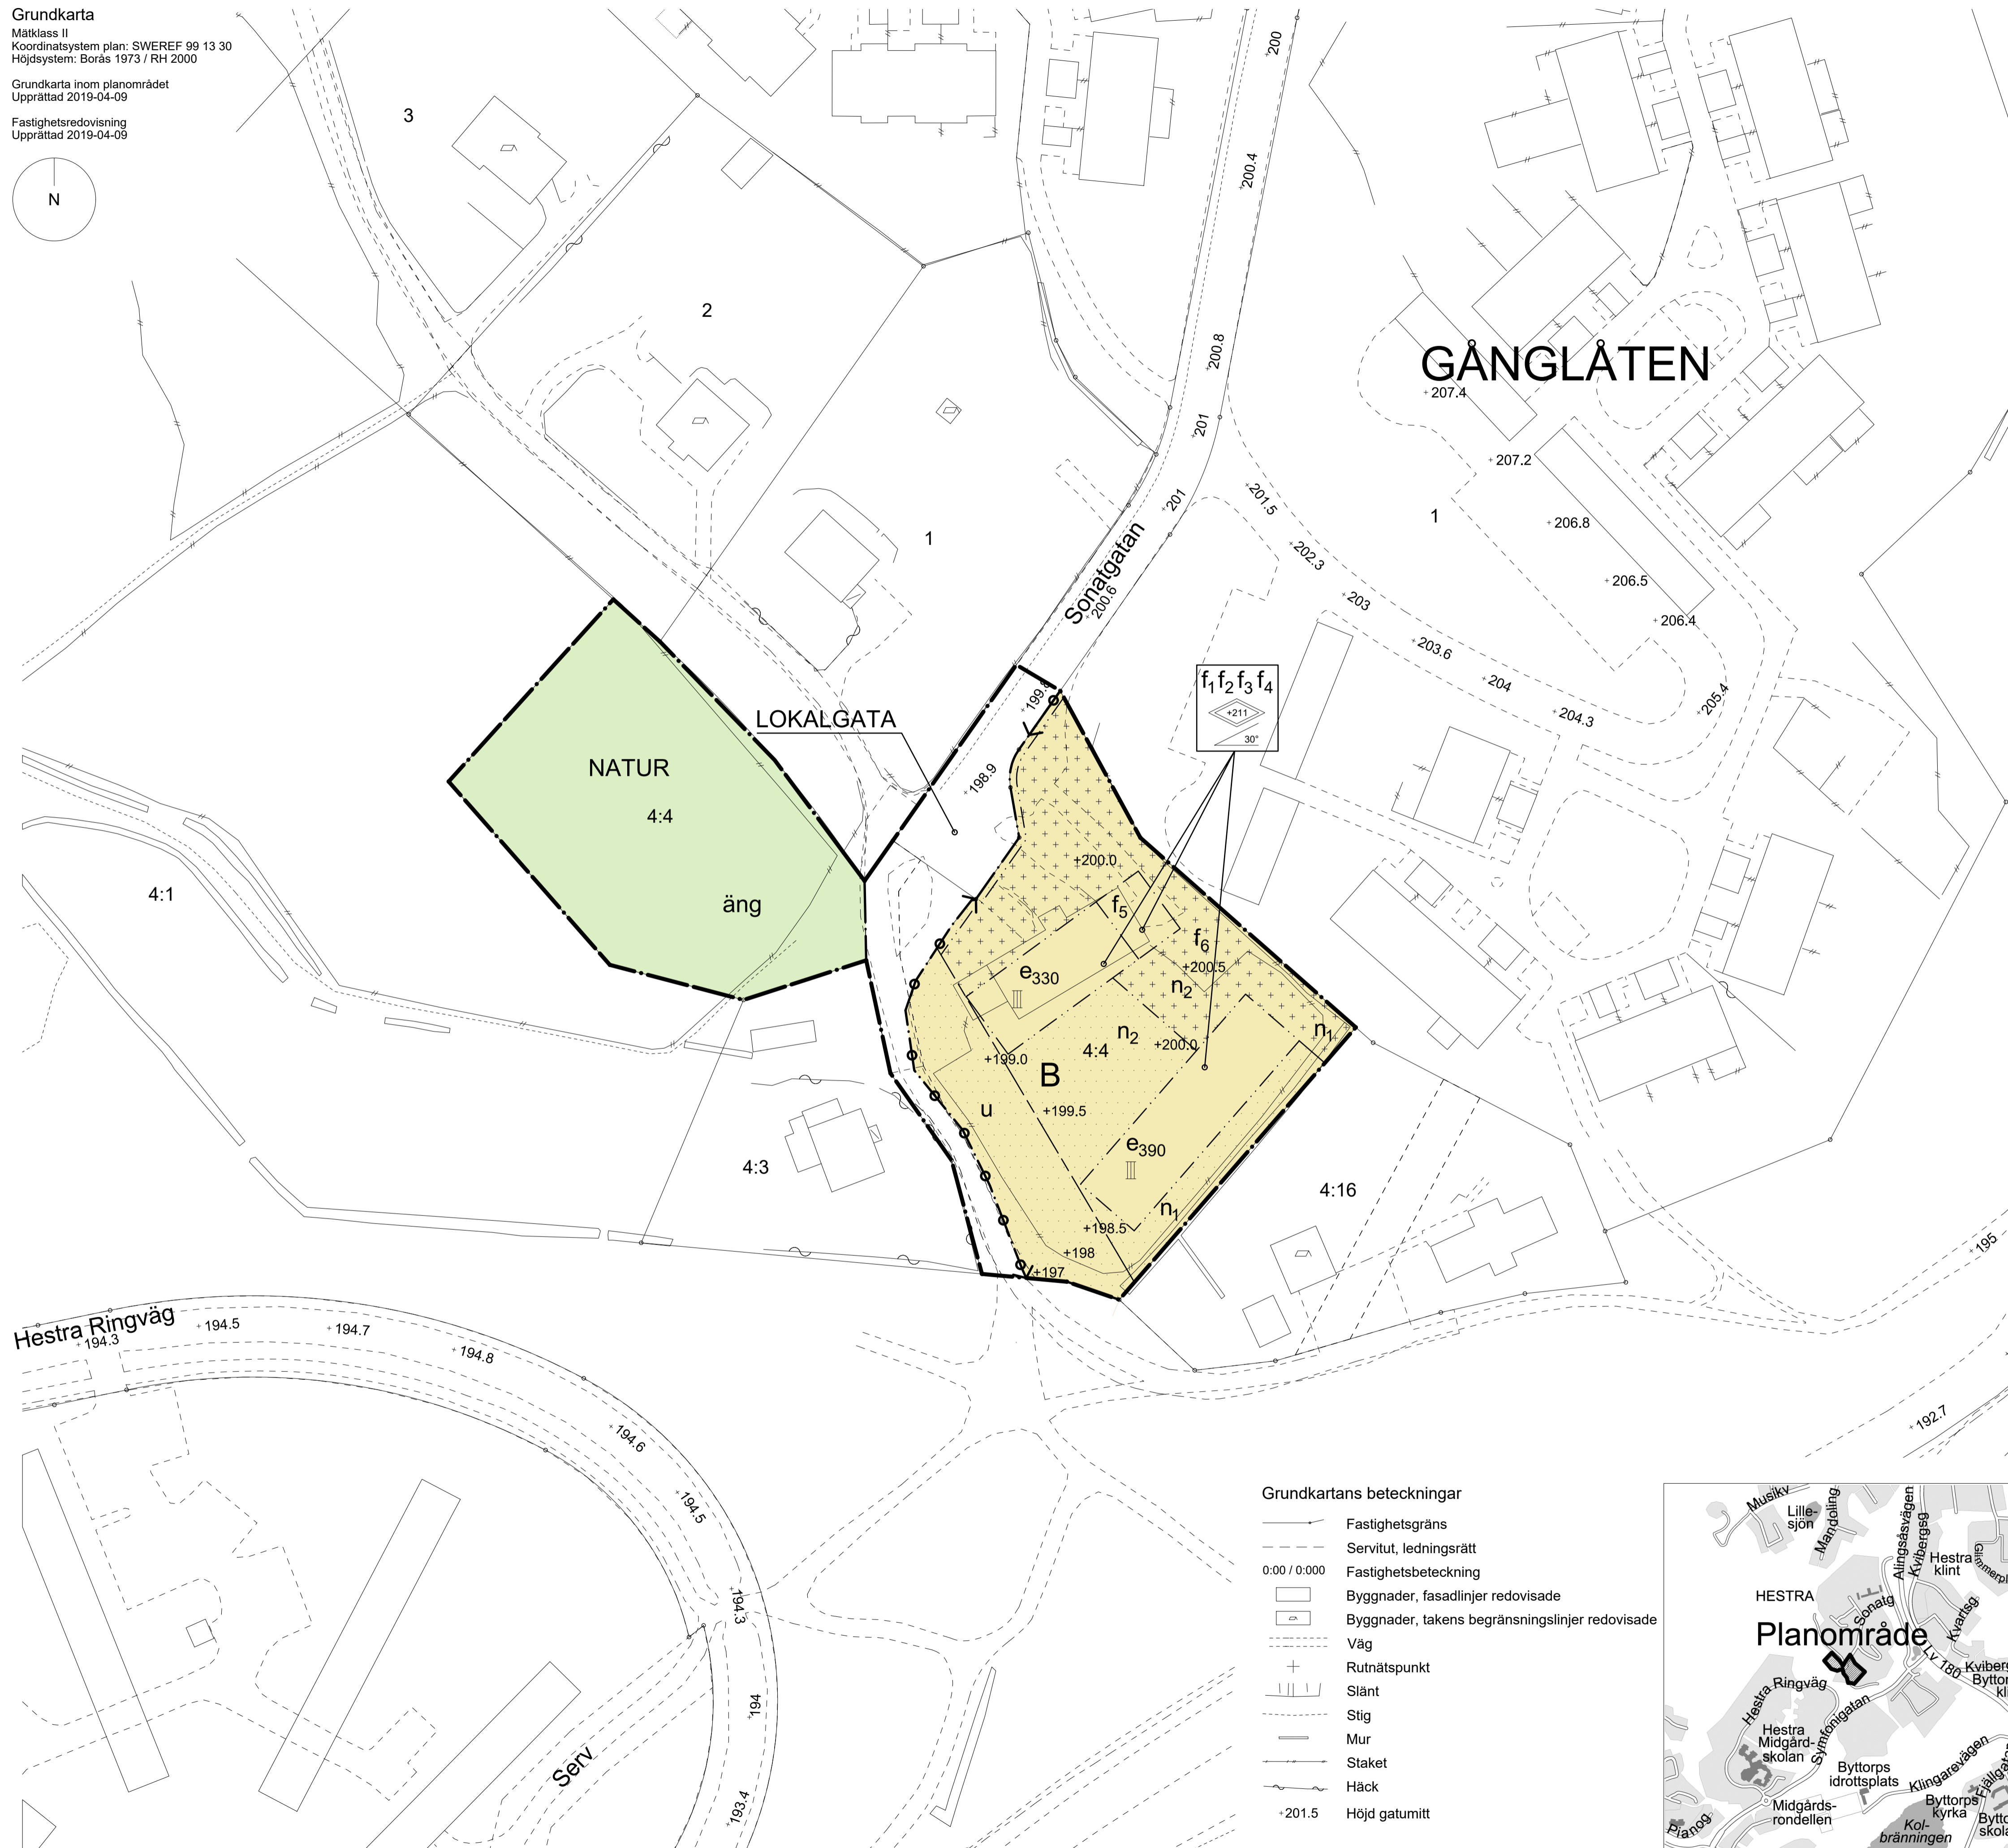 Grundkarta
Mätklass II
Koordinatsystem plan: SWEREF 99 13 30
Höjdsystem: Borås 1973 / RH 2000
Grundkarta inom planområdet
Upprättad 2019-04-09
Fastighetsredovisning
Upprättad 2019-04-09
N
3
2
1
200
200.4
200.8
201
201
200.6
Sonatgatan
GÅNGLÅTEN
207.4
207.2
206.8
206.5
206.4
205.4
1
201.5
202.3
203
203.6
204
204.3
f1 f2 f3 f4
+211
30°
LOKALGATA
198.9
NATUR
4:4
äng
4:1
+200.0
f5
f6
+200.5
e330
III
n2
n2
n1
+199.0
4:4
+200.0
B
u
+199.5
e390
III
n1
+198.5
+198
+197
4:3
4:16
195
192.7
Hestra Ringväg
194.3
194.5
194.7
194.8
194.6
194.5
194.3
194
193.4
Serv
Grundkartans beteckningar
Fastighetsgräns
Servitut, ledningsrätt
0:00 / 0:000 Fastighetsbeteckning
Byggnader, fasadlinjer redovisade
Byggnader, takens begränsningslinjer redovisade
Väg
Rutnätspunkt
Slänt
Stig
Mur
Staket
Häck
+201.5 Höjd gatumitt
Musikv
Lille-
sjön
Mandoling
Alingsåsvägen
Kvibergsg
Hestra
klint
HESTRA
Sonatg
Kvartsg
Planområde
Lv 180
Hestra Ringväg
Symfonigatan
Hestra
Midgård-
skolan
Byttorps
idrottsplats
Klingarevägen
Midgårds-
rondellen
Byttorps
kyrka
Kol-
bränningen
Pianog